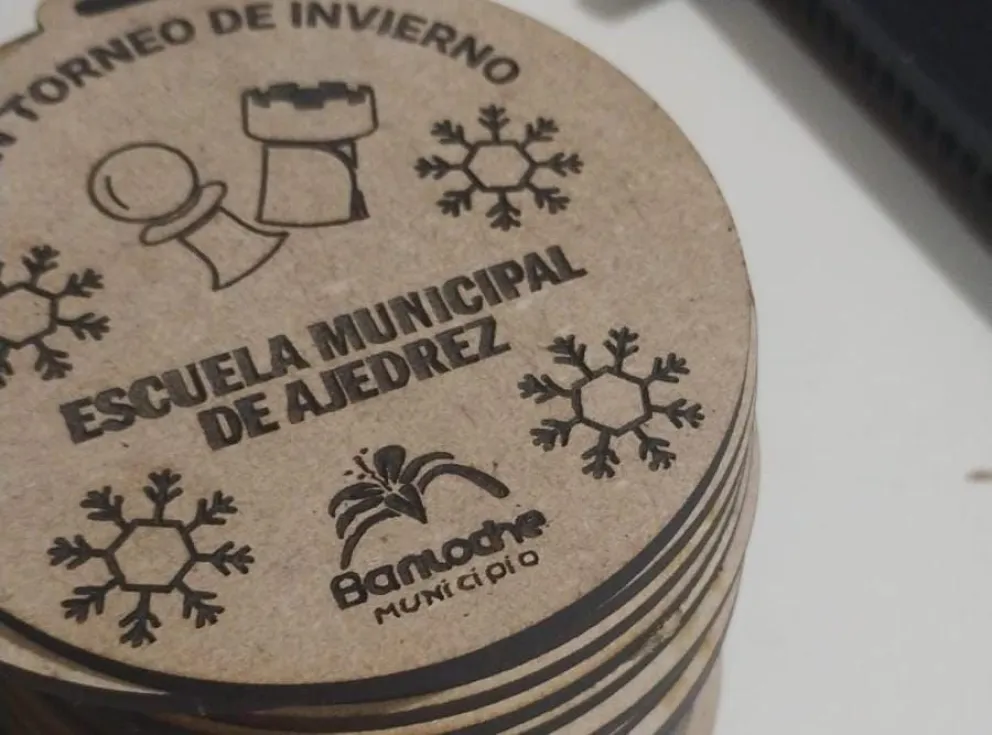 TORNEO DE INVIERNO
ESCUELA MUNICIPAL
DE AJEDREZ
Bariloche
MUNICIPIO